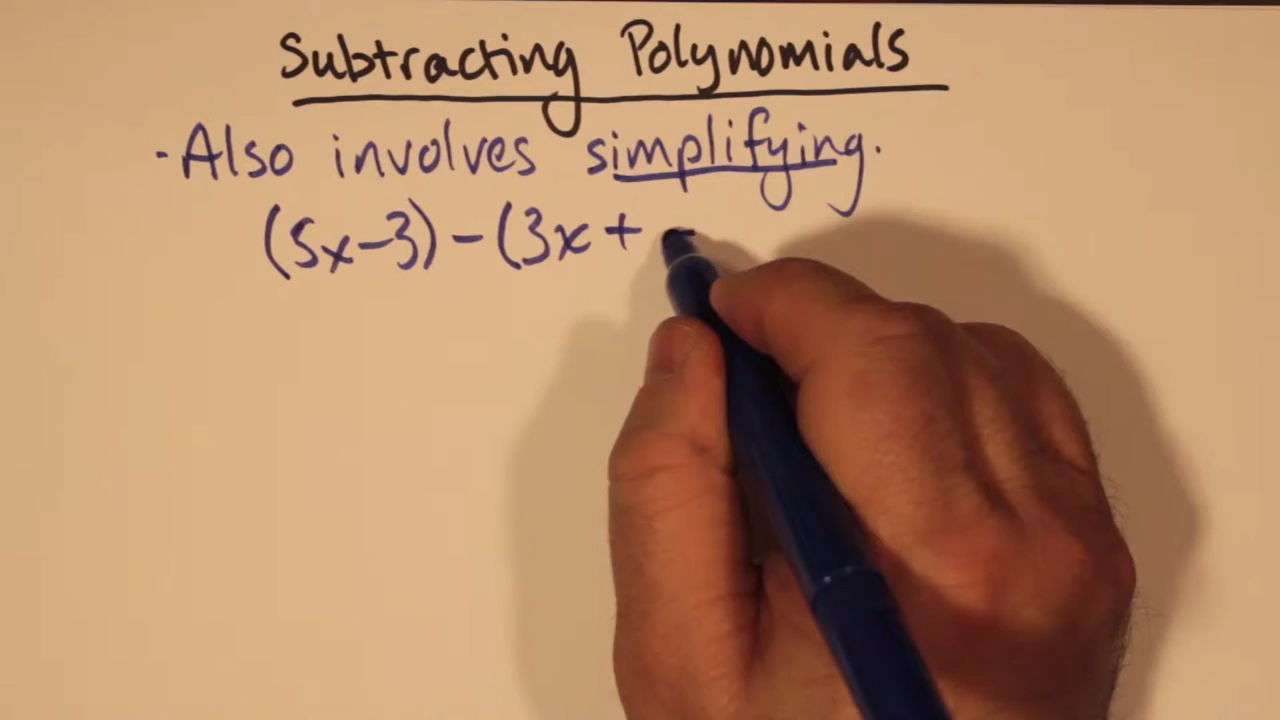 Subtracting Polynomials
·Also involves simplifying.
(5x-3)-(3x+